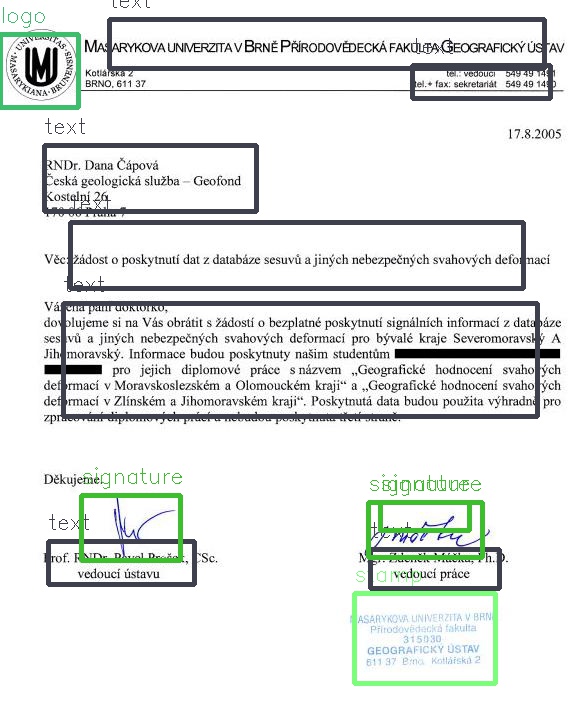 logo
text
MASARYKOVA UNIVERZITA V BRNĚ PŘÍRODOVĚDECKÁ FAKULTA GEOGRAFICKÝ ÚSTAV
text
UNIVERSITAS MASARYKIANA BRUNENSIS
Kotlářská 2 tel.: vedoucí 549 49 1491
BRNO, 611 37 tel.+ fax: sekretariát 549 49 1490
text
17.8.2005
RNDr. Dana Čápová
Česká geologická služba – Geofond
Kostelní 26
text
170 00 Praha 7
Věc: žádost o poskytnutí dat z databáze sesuvů a jiných nebezpečných svahových deformací
text
Vážená paní doktorko,
dovolujeme si na Vás obrátit s žádostí o bezplatné poskytnutí signálních informací z databáze
sesuvů a jiných nebezpečných svahových deformací pro bývalé kraje Severomoravský A
Jihomoravský. Informace budou poskytnuty našim studentům
pro jejich diplomové práce s názvem „Geografické hodnocení svahových
deformací v Moravskoslezském a Olomouckém kraji“ a „Geografické hodnocení svahových
deformací v Zlínském a Jihomoravském kraji“. Poskytnutá data budou použita výhradně pro
zpracování diplomových prací a nebudou poskytnuta třetí straně.
Děkujeme.
signature signature
signature
text text
Prof. RNDr. Pavel Prošek, CSc. Mgr. Zdeněk Máčka, Ph.D.
vedoucí ústavu vedoucí práce
stamp
MASARYKOVA UNIVERZITA V BRNĚ
Přírodovědecká fakulta
315030
GEOGRAFICKÝ ÚSTAV
611 37 Brno, Kotlářská 2